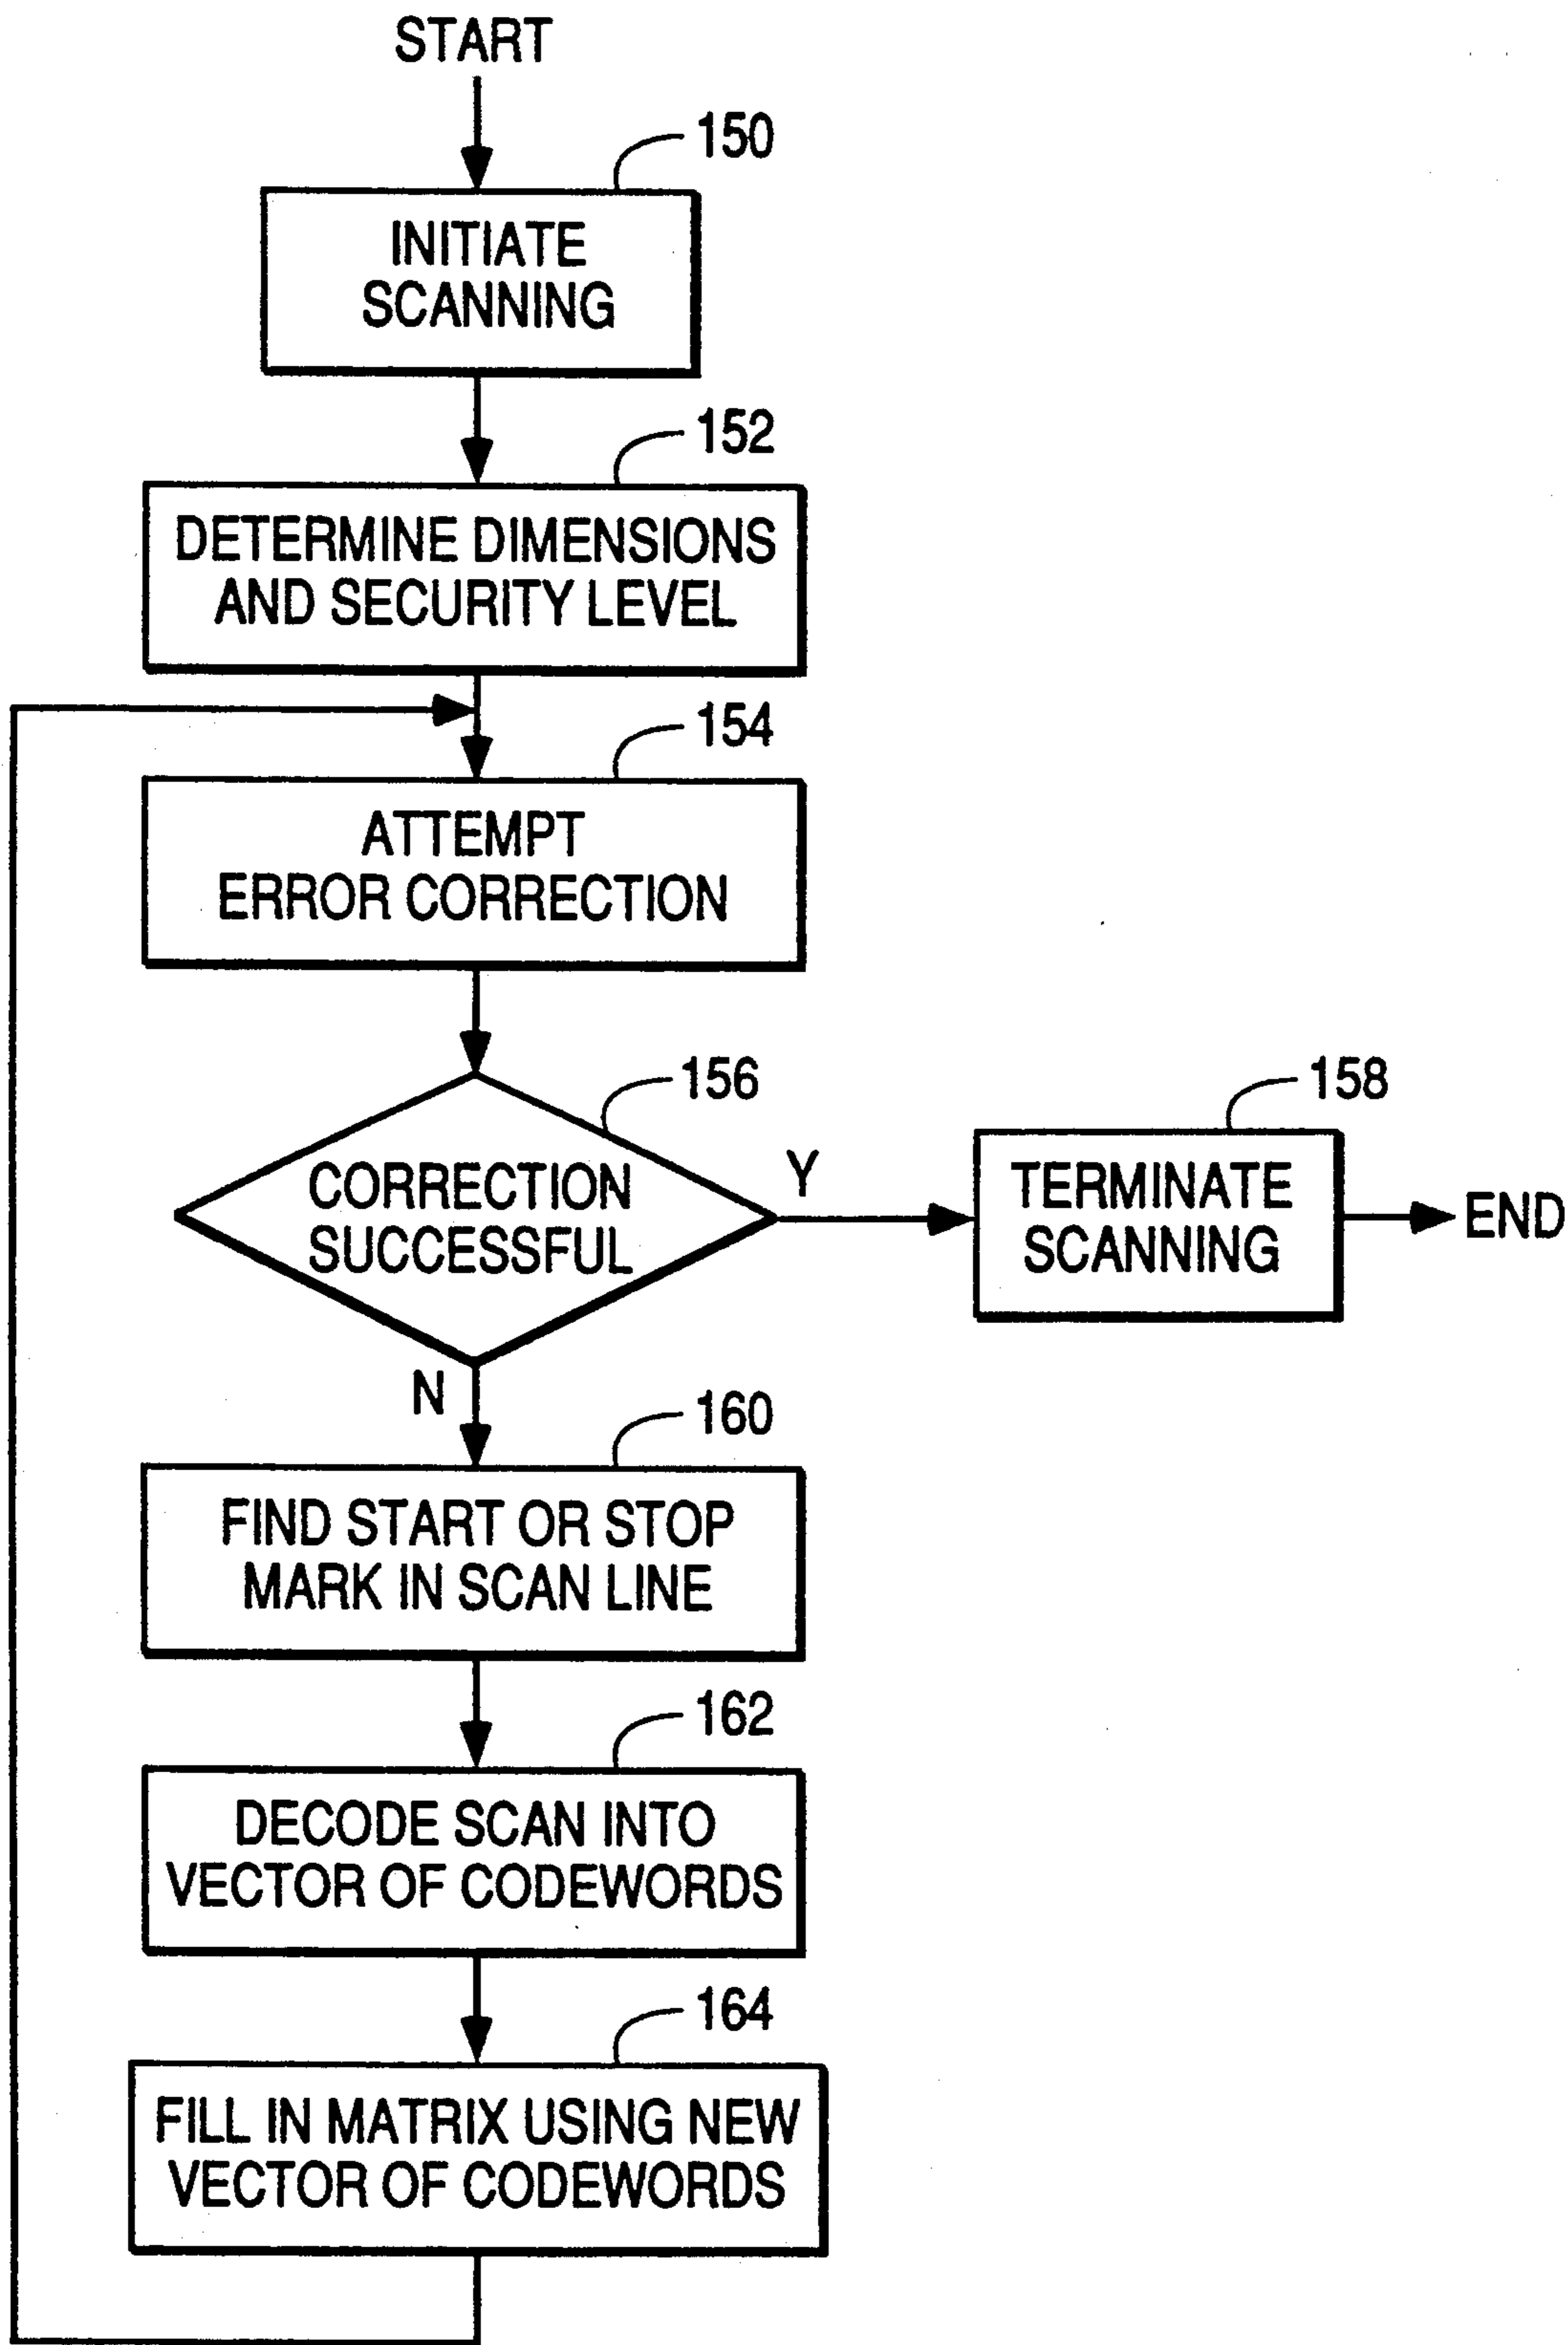 START
150
INITIATE
SCANNING
152
DETERMINE DIMENSIONS
AND SECURITY LEVEL
154
ATTEMPT
ERROR CORRECTION
156
CORRECTION
SUCCESSFUL
Y
158
TERMINATE
SCANNING
END
N
160
FIND START OR STOP
MARK IN SCAN LINE
162
DECODE SCAN INTO
VECTOR OF CODEWORDS
164
FILL IN MATRIX USING NEW
VECTOR OF CODEWORDS